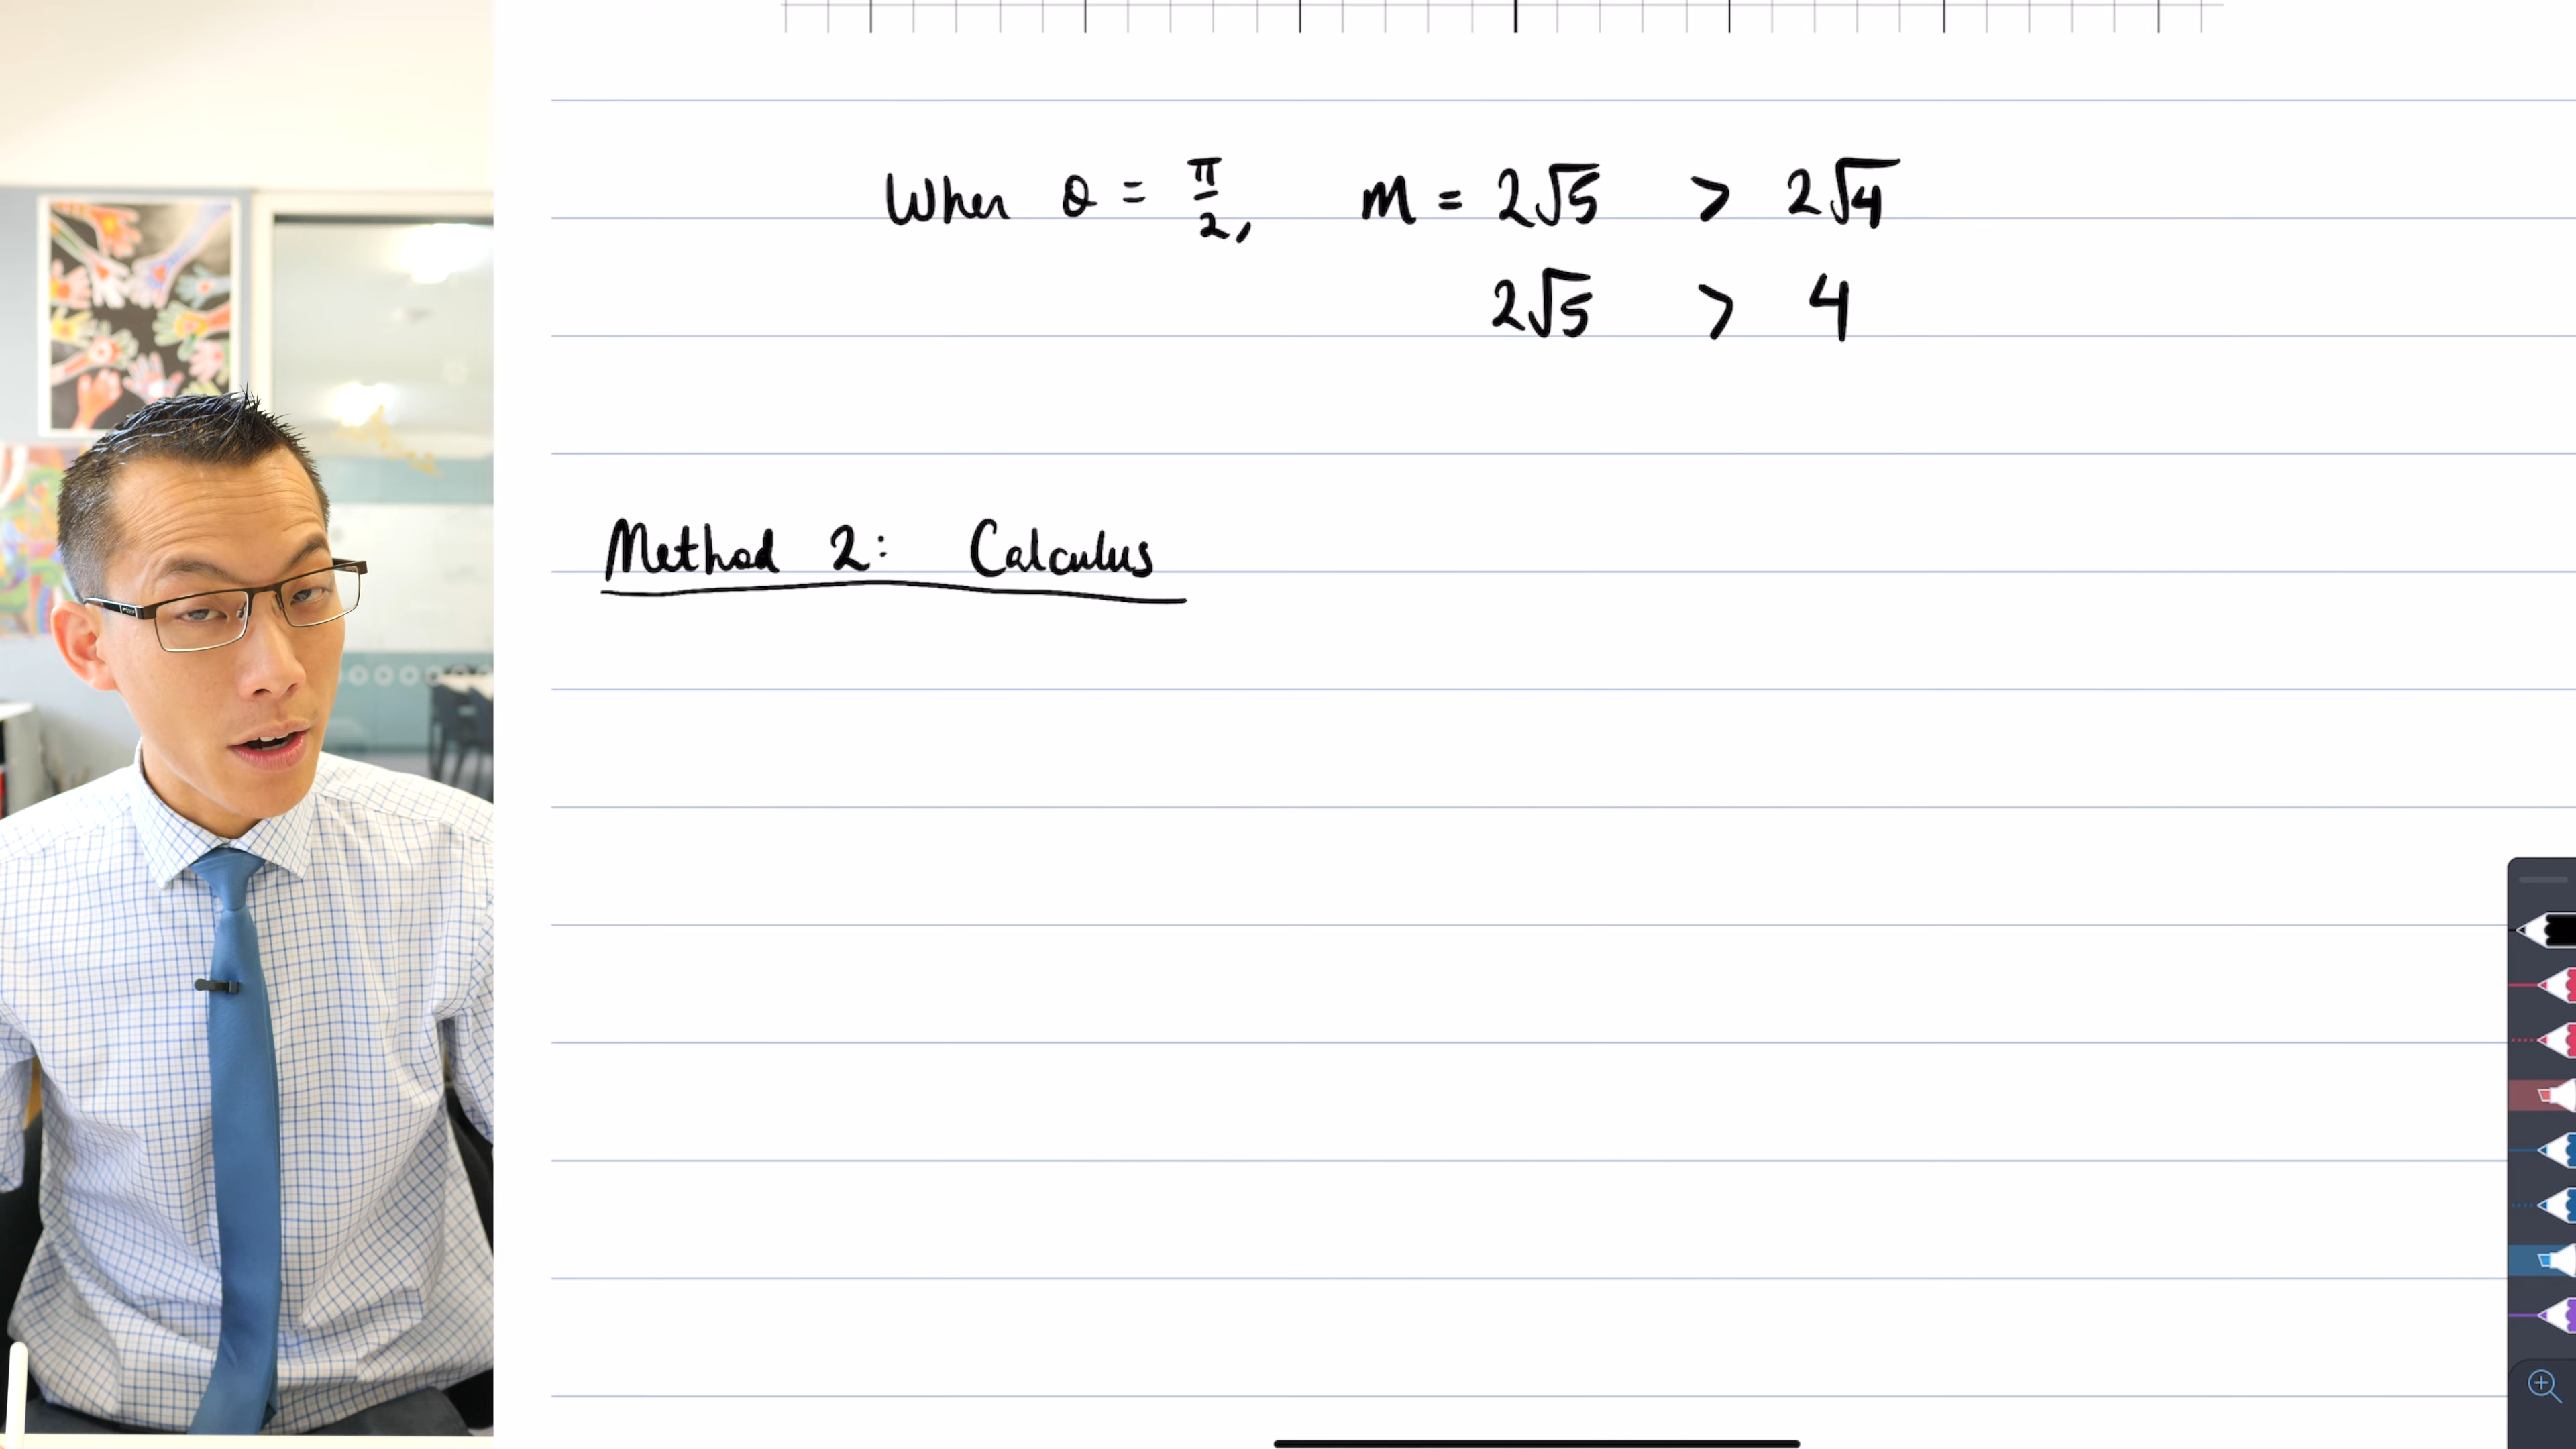 When θ = π/2, m = 2√5 > 2√4
2√5 > 4
Method 2: Calculus